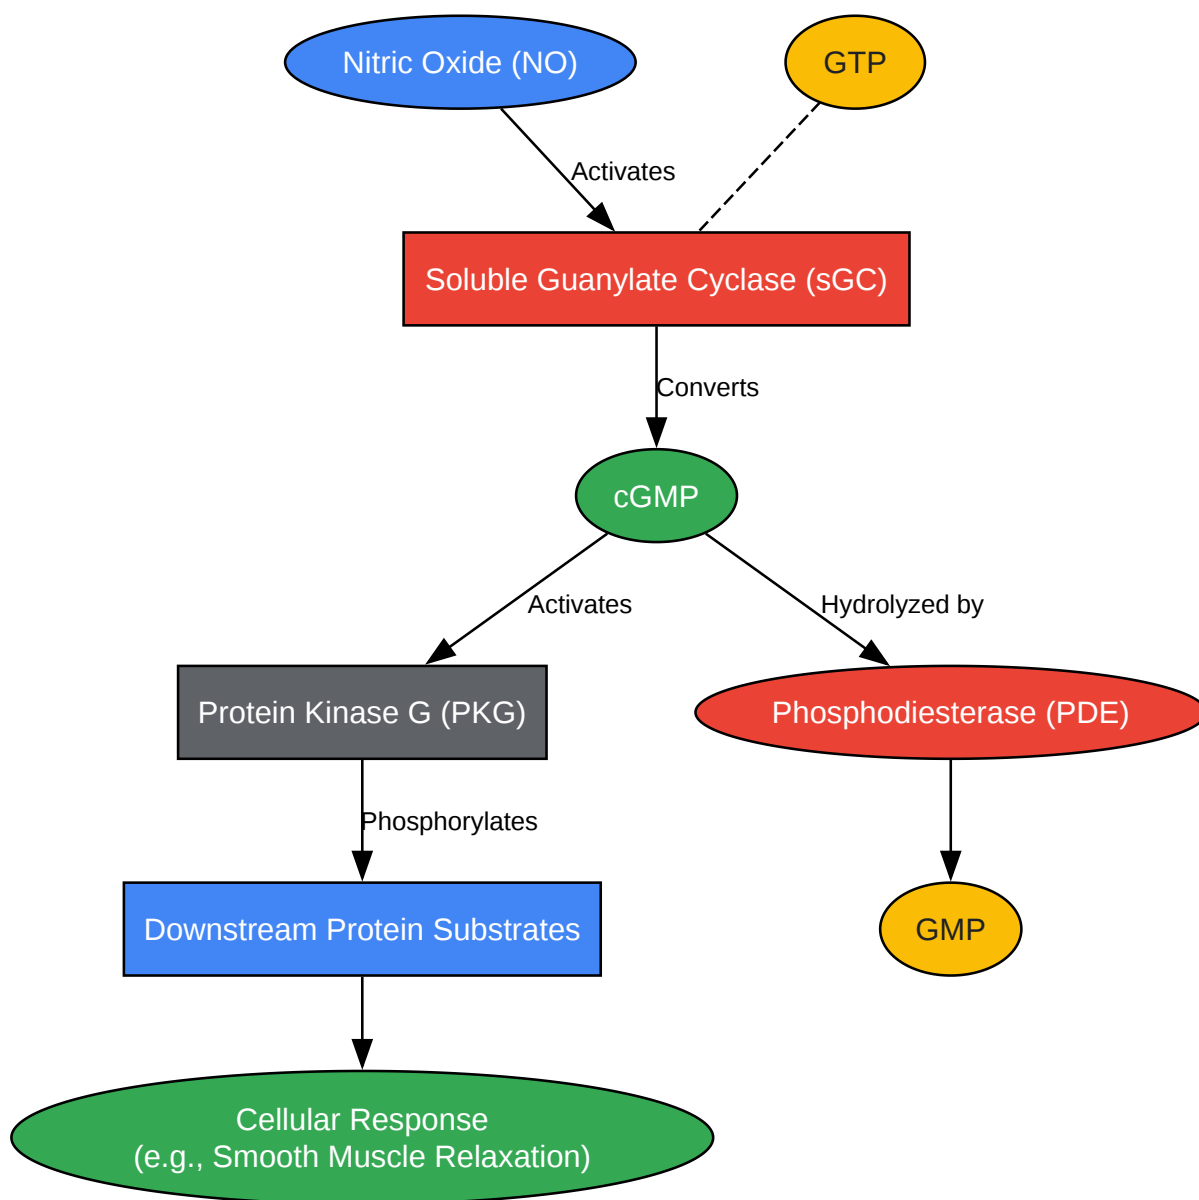 Nitric Oxide (NO)
GTP
Activates
Soluble Guanylate Cyclase (sGC)
Converts
cGMP
Activates
Hydrolyzed by
Protein Kinase G (PKG)
Phosphodiesterase (PDE)
Phosphorylates
Downstream Protein Substrates
GMP
Cellular Response
(e.g., Smooth Muscle Relaxation)